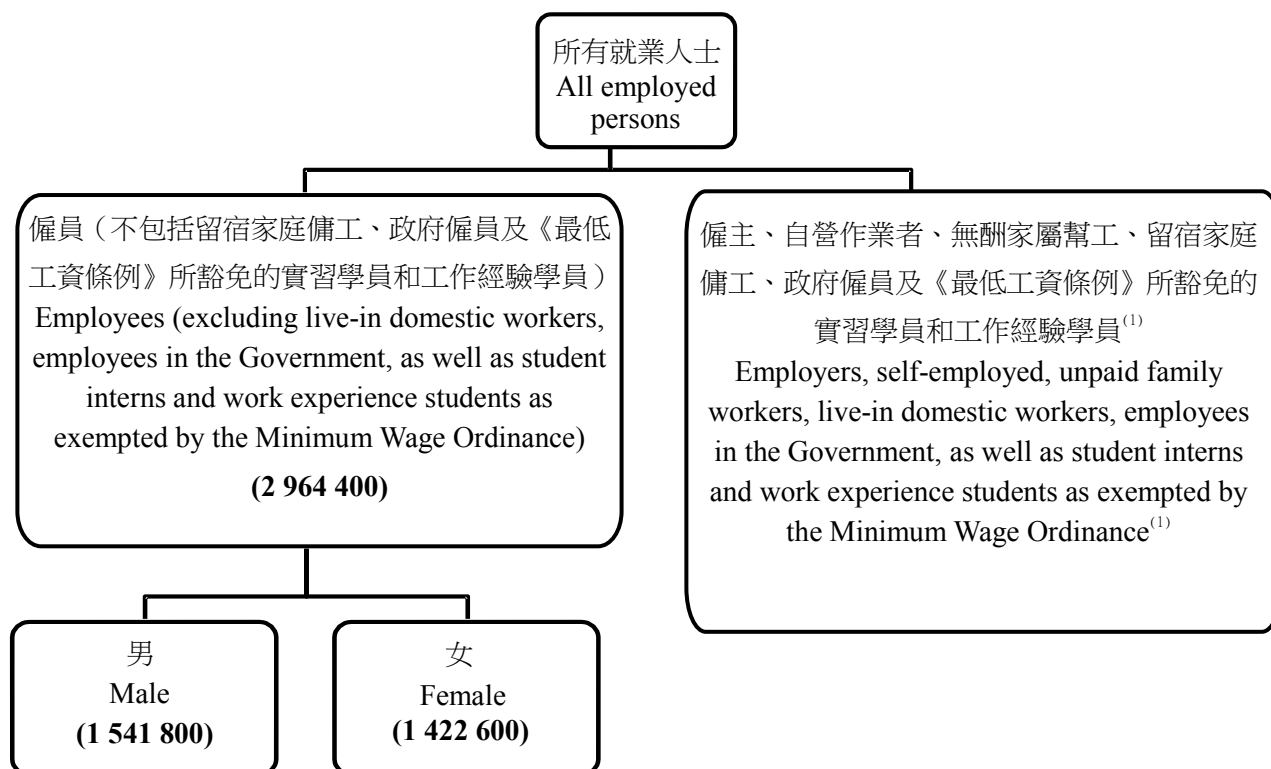 所有就業人士
All employed
persons
僱員（不包括留宿家庭傭工、政府僱員及《最低
工資條例》所豁免的實習學員和工作經驗學員）
Employees (excluding live-in domestic workers,
employees in the Government, as well as student
interns and work experience students as
exempted by the Minimum Wage Ordinance)
(2 964 400)
僱主、自營作業者、無酬家屬幫工、留宿家庭
傭工、政府僱員及《最低工資條例》所豁免的
實習學員和工作經驗學員(1)
Employers, self-employed, unpaid family
workers, live-in domestic workers, employees
in the Government, as well as student interns
and work experience students as exempted by
the Minimum Wage Ordinance(1)
男
Male
(1 541 800)
女
Female
(1 422 600)